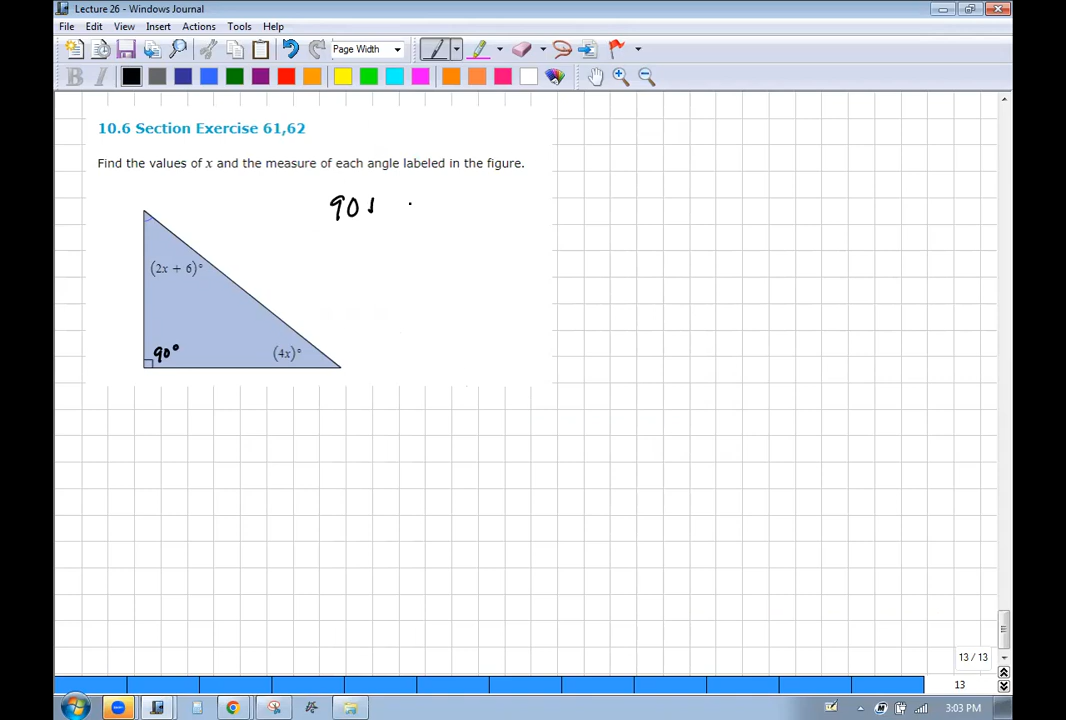 Lecture 26 - Windows Journal
File Edit View Insert Actions Tools Help
Page Width
B I
10.6 Section Exercise 61,62
Find the values of x and the measure of each angle labeled in the figure.
90
(2x + 6)°
90°
(4x)°
13 / 13
13
3:03 PM